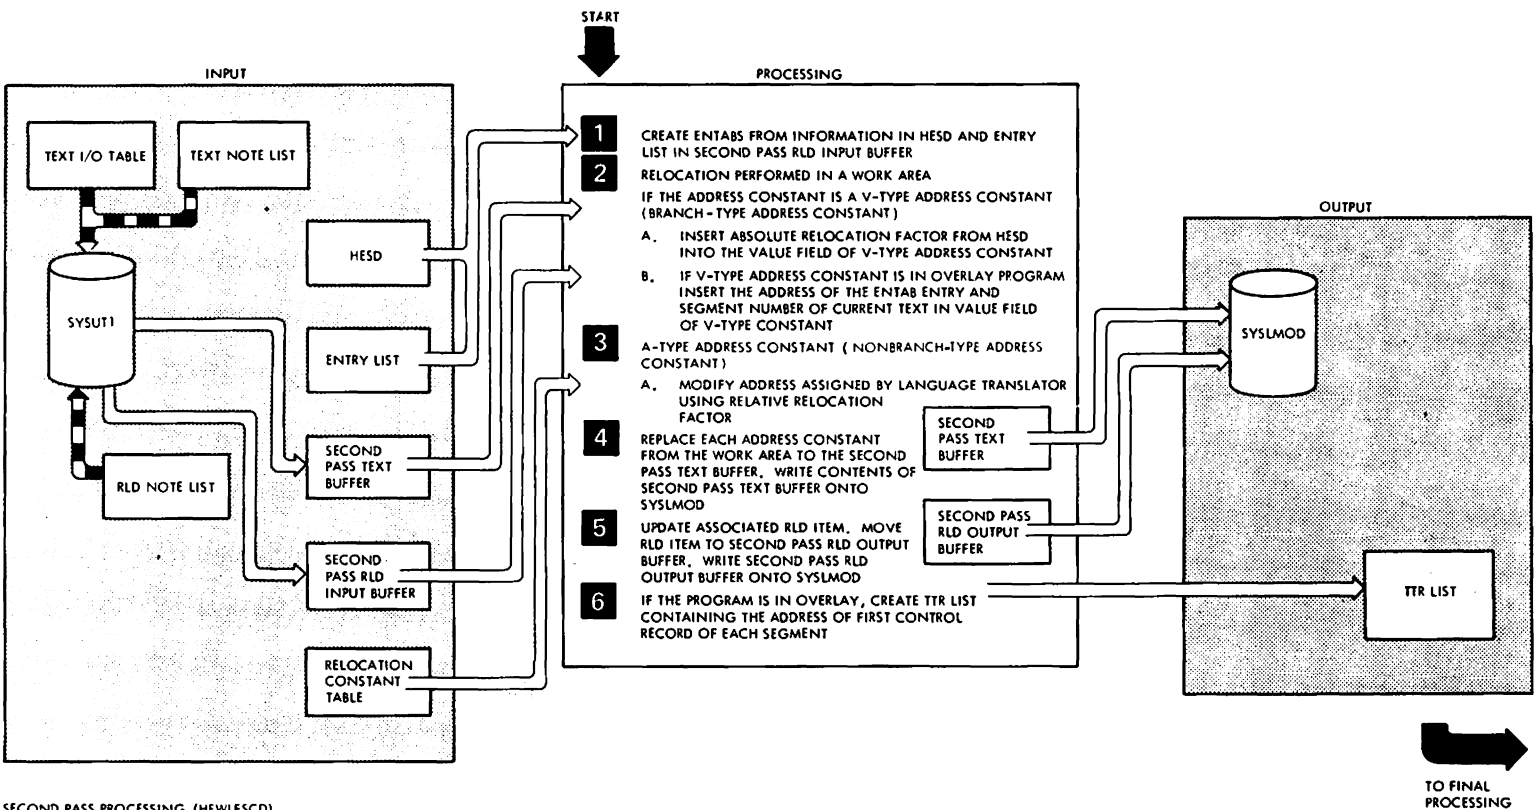 START
INPUT
PROCESSING
TEXT I/O TABLE
TEXT NOTE LIST
HESD
SYSUT1
ENTRY LIST
SECOND
PASS TEXT
BUFFER
RLD NOTE LIST
SECOND
PASS RLD
INPUT BUFFER
RELOCATION
CONSTANT
TABLE
1
CREATE ENTABS FROM INFORMATION IN HESD AND ENTRY
LIST IN SECOND PASS RLD INPUT BUFFER
2
RELOCATION PERFORMED IN A WORK AREA
IF THE ADDRESS CONSTANT IS A V-TYPE ADDRESS CONSTANT
(BRANCH-TYPE ADDRESS CONSTANT)
A. INSERT ABSOLUTE RELOCATION FACTOR FROM HESD
INTO THE VALUE FIELD OF V-TYPE ADDRESS CONSTANT
B. IF V-TYPE ADDRESS CONSTANT IS IN OVERLAY PROGRAM
INSERT THE ADDRESS OF THE ENTAB ENTRY AND
SEGMENT NUMBER OF CURRENT TEXT IN VALUE FIELD
OF V-TYPE CONSTANT
3
A-TYPE ADDRESS CONSTANT (NONBRANCH-TYPE ADDRESS
CONSTANT)
A. MODIFY ADDRESS ASSIGNED BY LANGUAGE TRANSLATOR
USING RELATIVE RELOCATION
FACTOR
4
REPLACE EACH ADDRESS CONSTANT
FROM THE WORK AREA TO THE SECOND
PASS TEXT BUFFER. WRITE CONTENTS OF
SECOND PASS TEXT BUFFER ONTO
SYSLMOD
5
UPDATE ASSOCIATED RLD ITEM. MOVE
RLD ITEM TO SECOND PASS RLD OUTPUT
BUFFER. WRITE SECOND PASS RLD
OUTPUT BUFFER ONTO SYSLMOD
6
IF THE PROGRAM IS IN OVERLAY, CREATE TTR LIST
CONTAINING THE ADDRESS OF FIRST CONTROL
RECORD OF EACH SEGMENT
SECOND
PASS TEXT
BUFFER
SECOND PASS
RLD OUTPUT
BUFFER
OUTPUT
SYSLMOD
TTR LIST
TO FINAL
PROCESSING
SECOND PASS PROCESSING (HEWLFSCD)